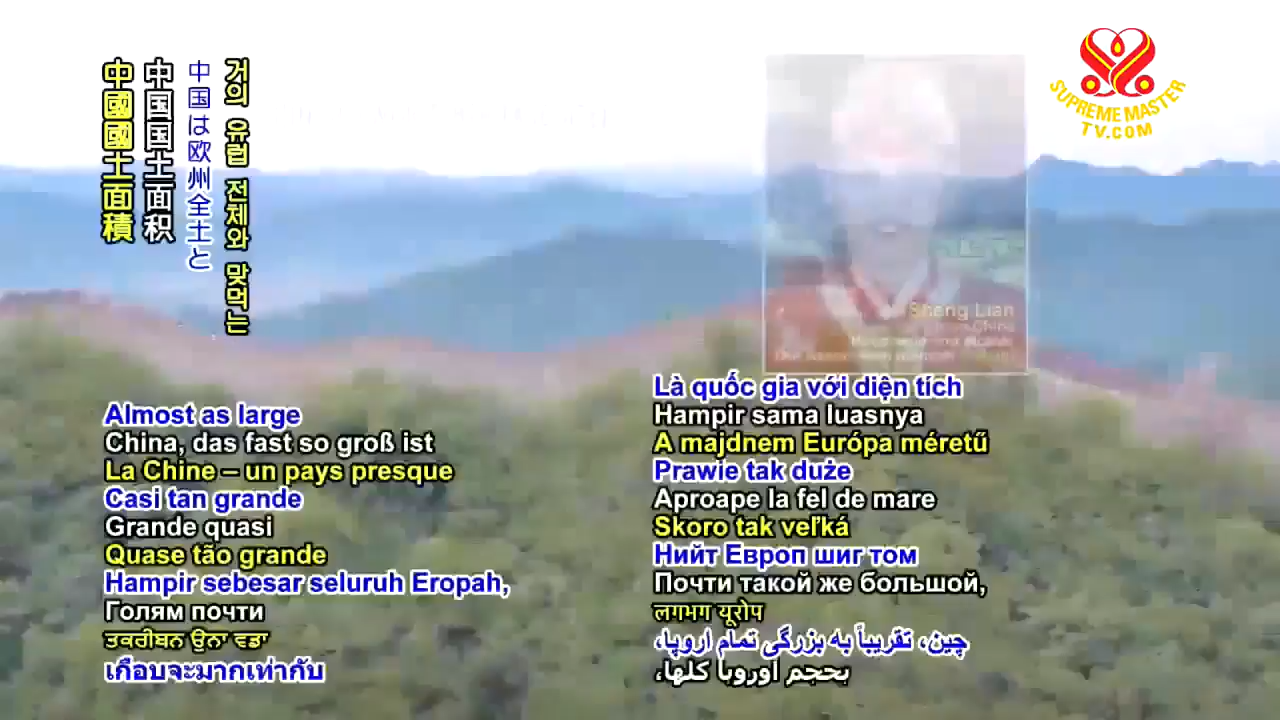 中國國土面積
中国国土面积
中国は欧州全土と
거의 유럽 전체와 맞먹는
SUPREME MASTER
TV.COM
Sheng Lian
Almost as large
China, das fast so groß ist
La Chine – un pays presque
Casi tan grande
Grande quasi
Quase tão grande
Hampir sebesar seluruh Eropah,
Голям почти
ਤਕਰੀਬਨ ਉਨਾ ਵਡਾ
เกือบจะมากเท่ากับ
Là quốc gia với diện tích
Hampir sama luasnya
A majdnem Európa méretű
Prawie tak duże
Aproape la fel de mare
Skoro tak veľká
Нийт Европ шиг том
Почти такой же большой,
लगभग यूरोप
چین، تقریباً به بزرگی تمام اروپا،
بحجم اوروبا كلها،